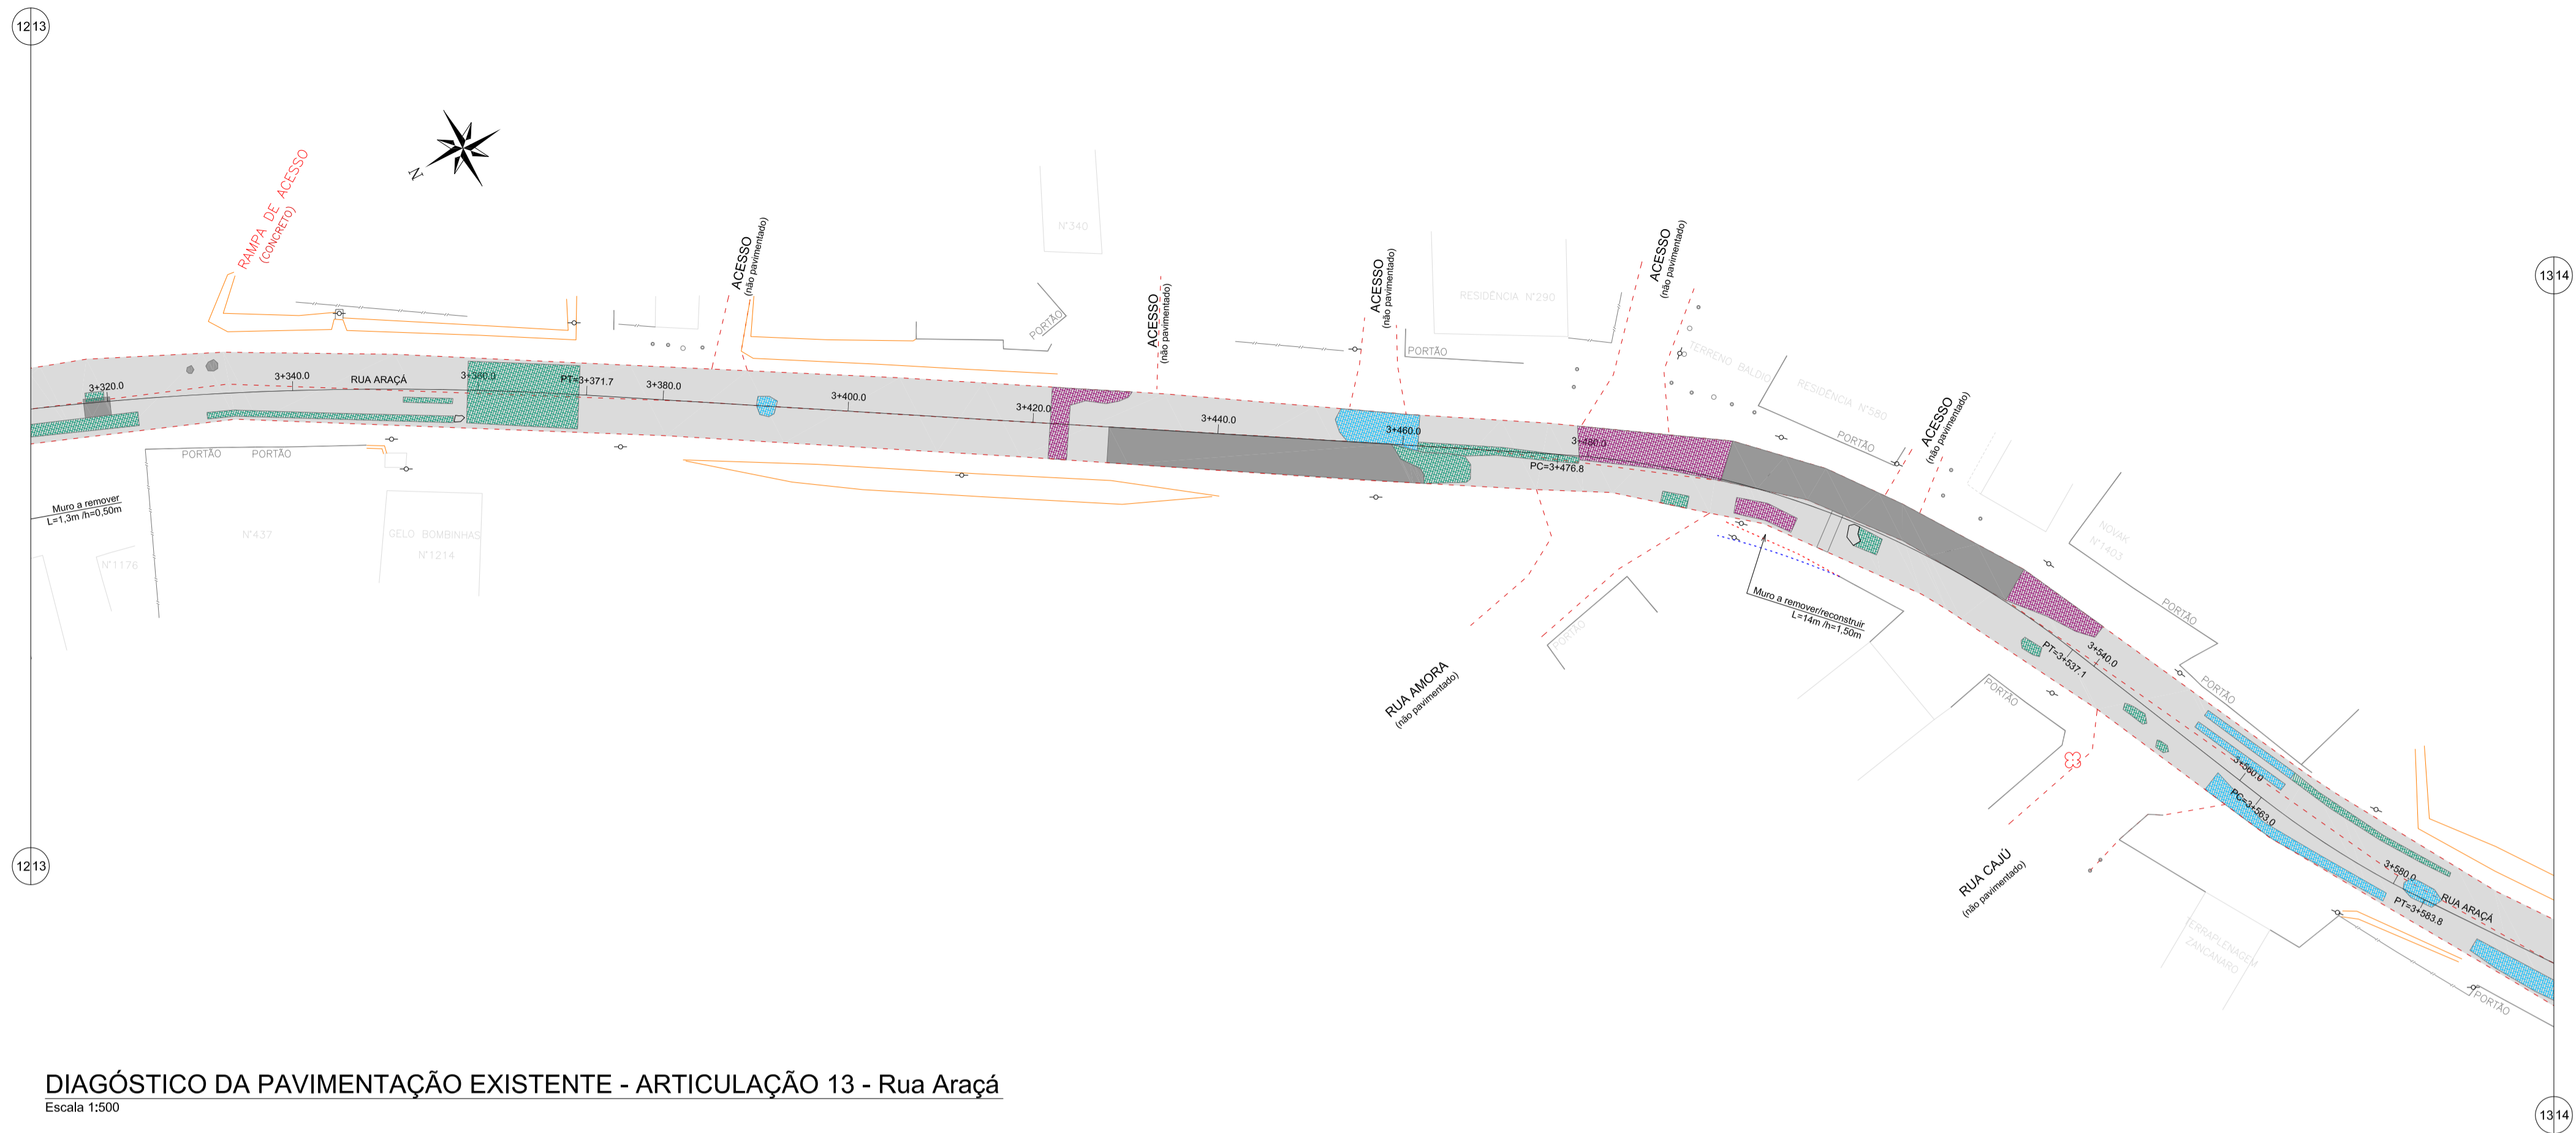 12 13
13 14
N
RAMPA DE ACESSO
(CONCRETO)
ACESSO
(não pavimentado)
N°340
PORTÃO
ACESSO
(não pavimentado)
ACESSO
(não pavimentado)
PORTÃO
RESIDÊNCIA N°290
ACESSO
(não pavimentado)
TERRENO BALDIO
RESIDÊNCIA N°580
PORTÃO
ACESSO
(não pavimentado)
NOVAK
N°1403
PORTÃO
PORTÃO
3+320.0
3+340.0
RUA ARAÇÁ
3+360.0
PT=3+371.7
3+380.0
3+400.0
3+420.0
3+440.0
3+460.0
PC=3+476.8
3+480.0
PT=3+537.1
3+540.0
3+560.0
PC=3+563.0
3+580.0
PT=3+583.8
RUA ARAÇÁ
PORTÃO
PORTÃO
Muro a remover
L=1,3m /h=0,50m
N°1176
N°437
GELO BOMBINHAS
N°1214
PORTÃO
RUA AMORA
(não pavimentado)
Muro a remover/reconstruir
L=14m /h=1,50m
PORTÃO
RUA CAJÚ
(não pavimentado)
TERRAPLENAGEM
ZANCANARO
PORTÃO
12 13
13 14
DIAGÓSTICO DA PAVIMENTAÇÃO EXISTENTE - ARTICULAÇÃO 13 - Rua Araçá
Escala 1:500